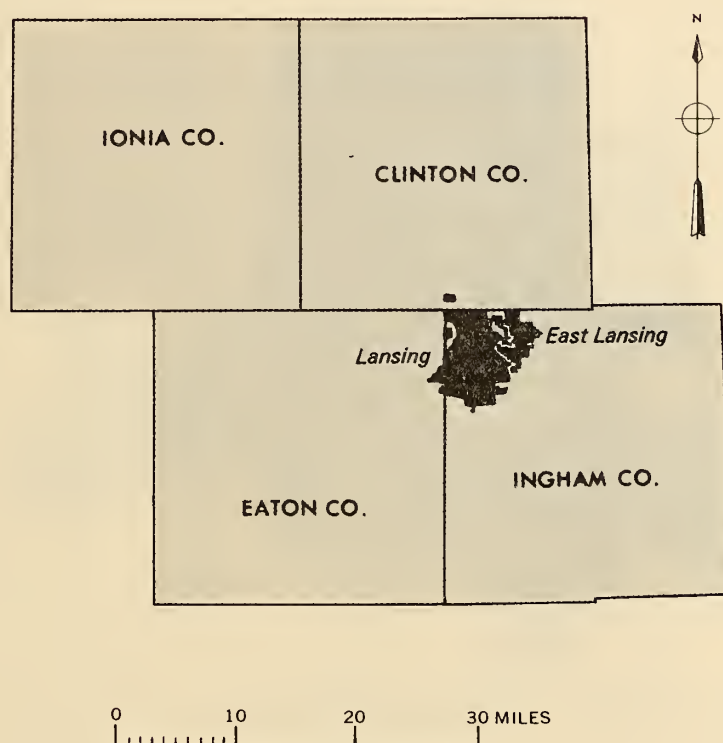 N
IONIA CO.
CLINTON CO.
Lansing
East Lansing
EATON CO.
INGHAM CO.
0 10 20 30 MILES